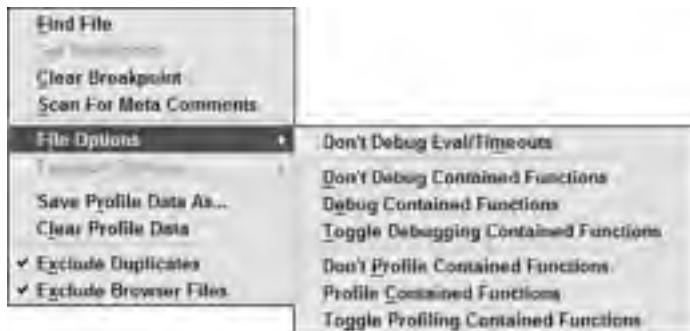 Find File
Clear Breakpoint
Scan For Meta Comments
File Options
Save Profile Data As...
Clear Profile Data
Exclude Duplicates
Exclude Browser Files
Don't Debug Eval/Timeouts
Don't Debug Contained Functions
Debug Contained Functions
Toggle Debugging Contained Functions
Don't Profile Contained Functions
Profile Contained Functions
Toggle Profiling Contained Functions